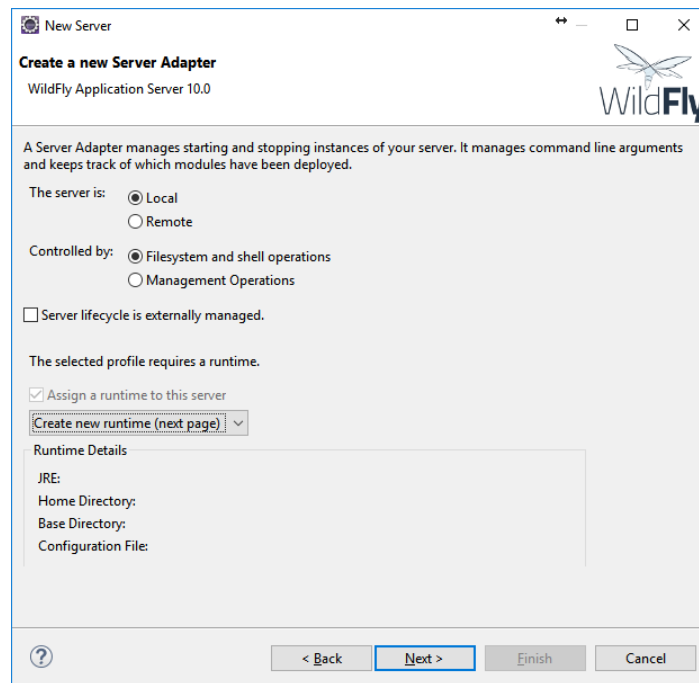 New Server
Create a new Server Adapter
WildFly Application Server 10.0
WildFly
A Server Adapter manages starting and stopping instances of your server. It manages command line arguments
and keeps track of which modules have been deployed.
The server is:
Local
Remote
Controlled by:
Filesystem and shell operations
Management Operations
Server lifecycle is externally managed.
The selected profile requires a runtime.
Assign a runtime to this server
Create new runtime (next page)
Runtime Details
JRE:
Home Directory:
Base Directory:
Configuration File:
?
< Back
Next >
Finish
Cancel